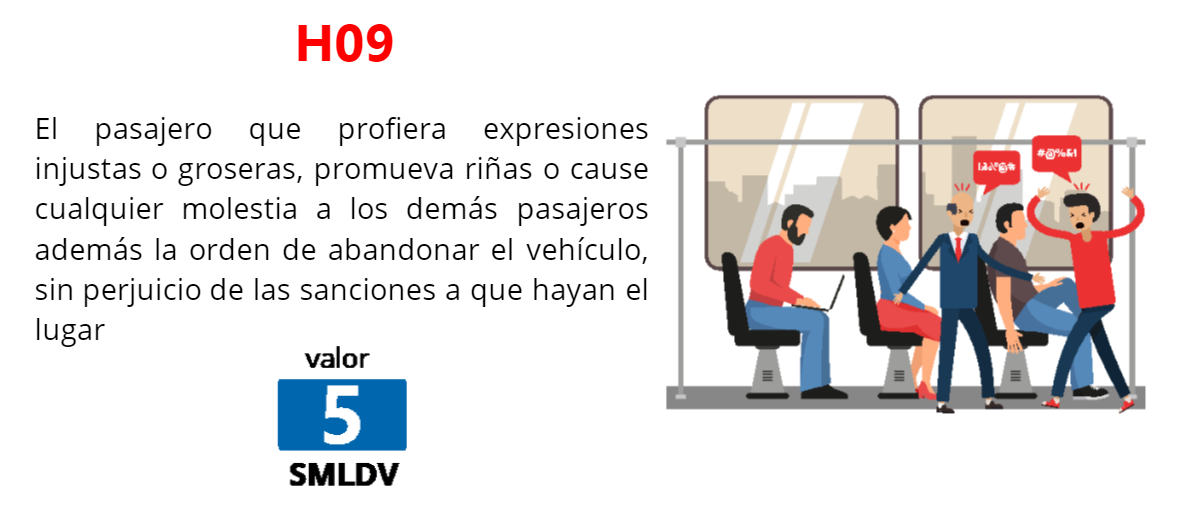 H09
El pasajero que profiera expresiones
injustas o groseras, promueva riñas o cause
cualquier molestia a los demás pasajeros
además la orden de abandonar el vehículo,
sin perjuicio de las sanciones a que hayan el
lugar
valor
5
SMLDV
#@%&!